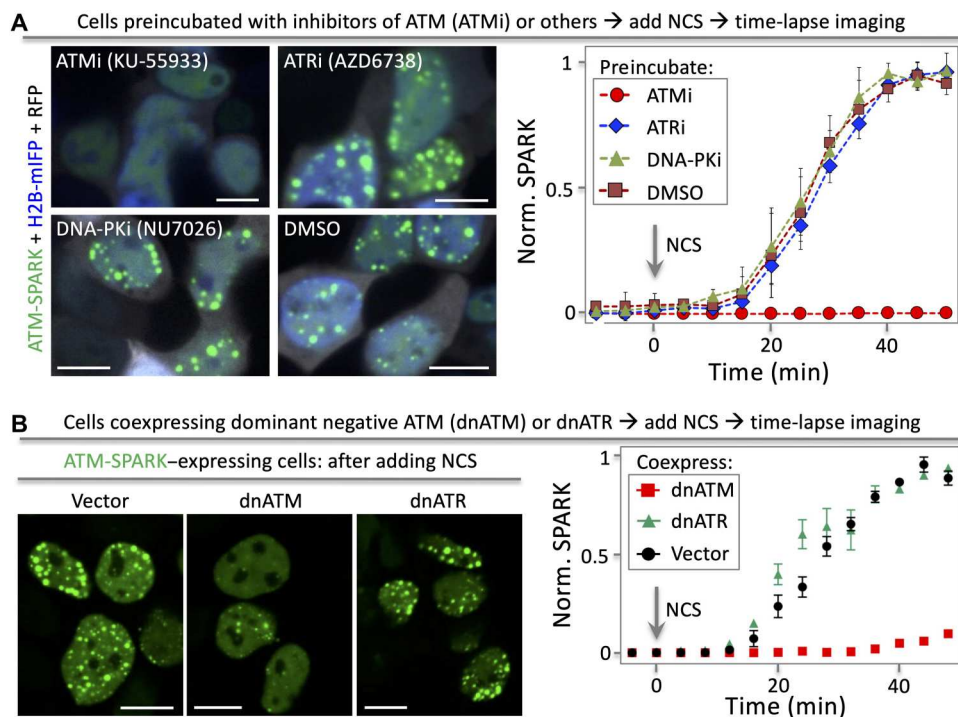 A
Cells preincubated with inhibitors of ATM (ATMi) or others → add NCS → time-lapse imaging
ATM-SPARK + H2B-mIFP + RFP
ATMi (KU-55933)
ATRi (AZD6738)
DNA-PKi (NU7026)
DMSO
Norm. SPARK
1
0.5
0
Preincubate:
ATMi
ATRi
DNA-PKi
DMSO
NCS
0
20
40
Time (min)
B
Cells coexpressing dominant negative ATM (dnATM) or dnATR → add NCS → time-lapse imaging
ATM-SPARK–expressing cells: after adding NCS
Vector
dnATM
dnATR
Norm. SPARK
1
0.5
0
Coexpress:
dnATM
dnATR
Vector
NCS
0
20
40
Time (min)